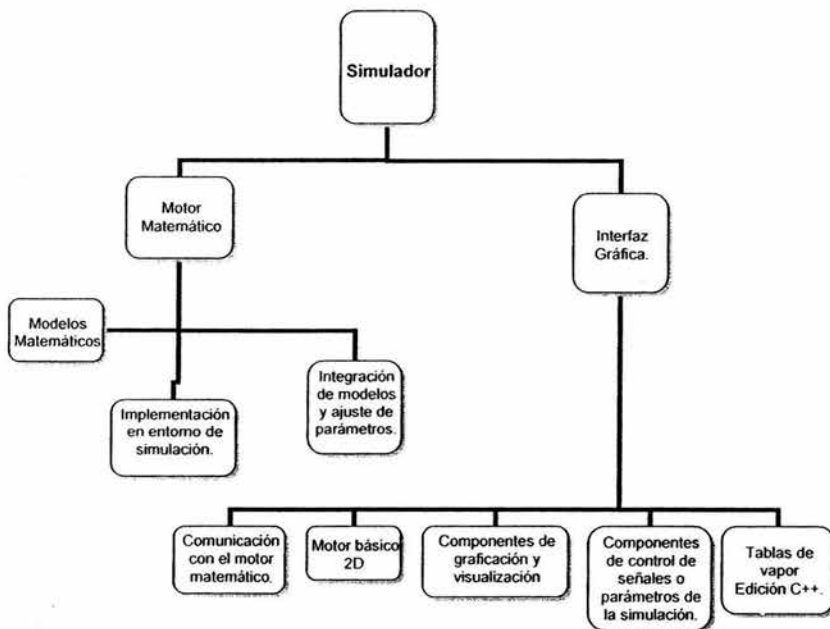 Simulador
Motor
Matemático
Interfaz
Gráfica.
Modelos
Matemáticos
Integración
de modelos
y ajuste de
parámetros.
Implementación
en entorno de
simulación.
Comunicación
con el motor
matemático.
Motor básico
2D
Componentes de
graficación y
visualización
Componentes
de control de
señales o
parámetros de
la simulación.
Tablas de
vapor
Edición C++.